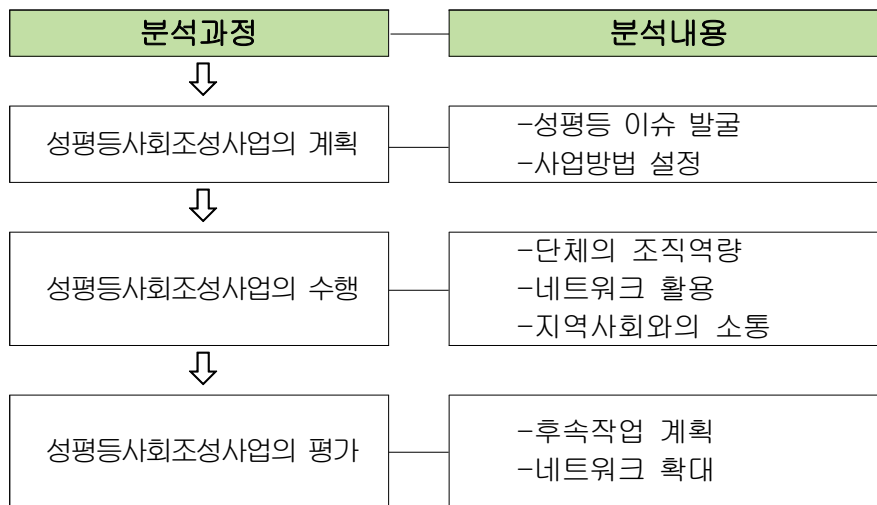 분석과정
분석내용
성평등사회조성사업의 계획
-성평등 이슈 발굴
-사업방법 설정
성평등사회조성사업의 수행
-단체의 조직역량
-네트워크 활용
-지역사회와의 소통
성평등사회조성사업의 평가
-후속작업 계획
-네트워크 확대